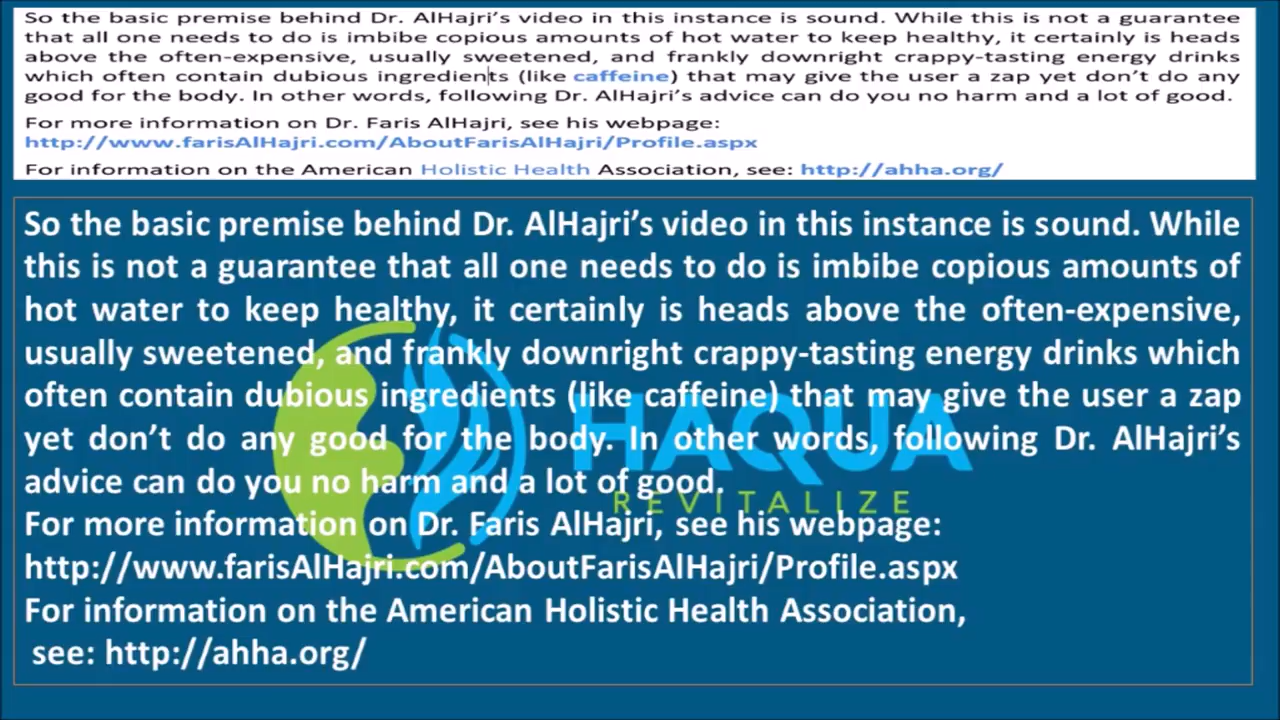 So the basic premise behind Dr. AlHajri’s video in this instance is sound. While this is not a guarantee
that all one needs to do is imbibe copious amounts of hot water to keep healthy, it certainly is heads
above the often-expensive, usually sweetened, and frankly downright crappy-tasting energy drinks
which often contain dubious ingredients (like caffeine) that may give the user a zap yet don’t do any
good for the body. In other words, following Dr. AlHajri’s advice can do you no harm and a lot of good.
For more information on Dr. Faris AlHajri, see his webpage:
http://www.farisAlHajri.com/AboutFarisAlHajri/Profile.aspx
For information on the American Holistic Health Association, see: http://ahha.org/
So the basic premise behind Dr. AlHajri’s video in this instance is sound. While
this is not a guarantee that all one needs to do is imbibe copious amounts of
hot water to keep healthy, it certainly is heads above the often-expensive,
usually sweetened, and frankly downright crappy-tasting energy drinks which
often contain dubious ingredients (like caffeine) that may give the user a zap
yet don’t do any good for the body. In other words, following Dr. AlHajri’s
advice can do you no harm and a lot of good.
For more information on Dr. Faris AlHajri, see his webpage:
http://www.farisAlHajri.com/AboutFarisAlHajri/Profile.aspx
For information on the American Holistic Health Association,
see: http://ahha.org/
HAQUA
REVITALIZE